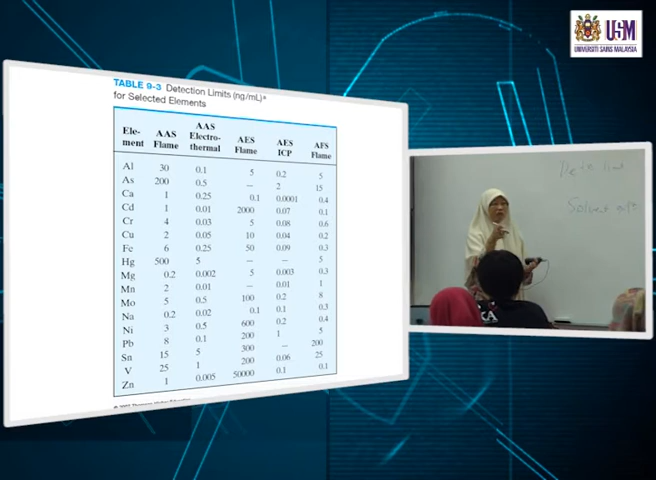 USM
UNIVERSITI SAINS MALAYSIA
TABLE 9-3 Detection Limits (ng/mL)ª
for Selected Elements
Ele-ment AAS Flame AAS Electro-thermal AES Flame AES ICP AFS Flame
Al 30 0.1 5 0.2 5
As 200 0.5 — 2 15
Ca 1 0.25 0.1 0.0001 0.4
Cd 1 0.01 2000 0.07 0.1
Cr 4 0.03 5 0.08 0.6
Cu 2 0.05 10 0.04 0.2
Fe 6 0.25 50 0.09 0.3
Hg 500 5 — — 5
Mg 0.2 0.002 5 0.003 0.3
Mn 2 0.01 — 0.01 1
Mo 5 0.5 100 0.2 8
Na 0.2 0.02 0.1 0.1 0.3
Ni 3 0.5 600 0.2 0.4
Pb 8 0.1 200 1 5
Sn 15 5 300 — 200
V 25 1 200 0.06 25
Zn 1 0.005 50000 0.1 0.1
Solvent
KA